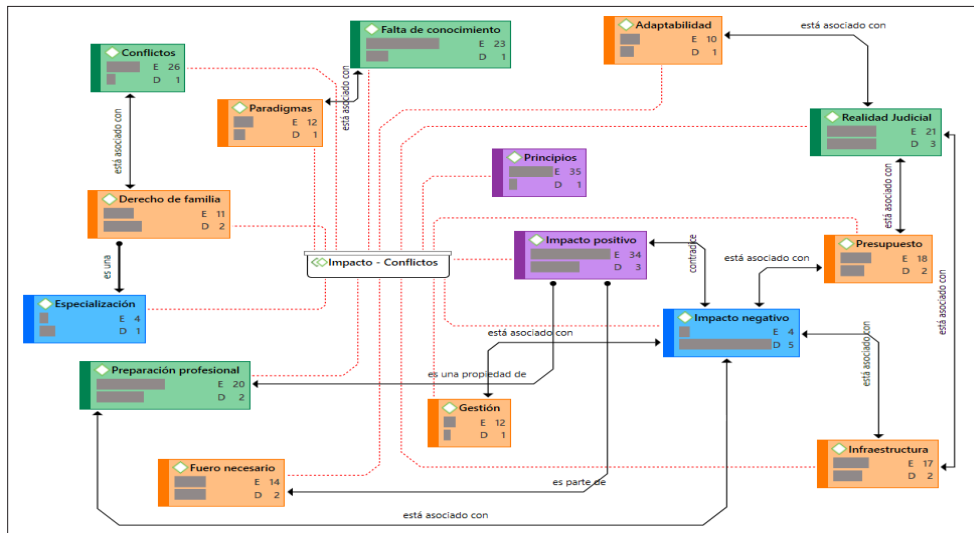 Falta de conocimiento
E 23
D 1
Adaptabilidad
E 10
D 1
está asociado con
Conflictos
E 26
D 1
está asociado con
Paradigmas
E 12
D 1
Realidad Judicial
E 21
D 3
está asociado con
Principios
E 35
D 1
está asociado con
Derecho de familia
E 11
D 2
Impacto positivo
E 34
D 3
contradice
Presupuesto
E 18
D 2
está asociado con
es una
Impacto - Conflictos
está asociado con
Especialización
E 4
D 1
Impacto negativo
E 4
D 5
está asociado con
está asociado con
Preparación profesional
E 20
D 2
es una propiedad de
Gestión
E 12
D 1
Fuero necesario
E 14
D 2
es parte de
Infraestructura
E 17
D 2
está asociado con